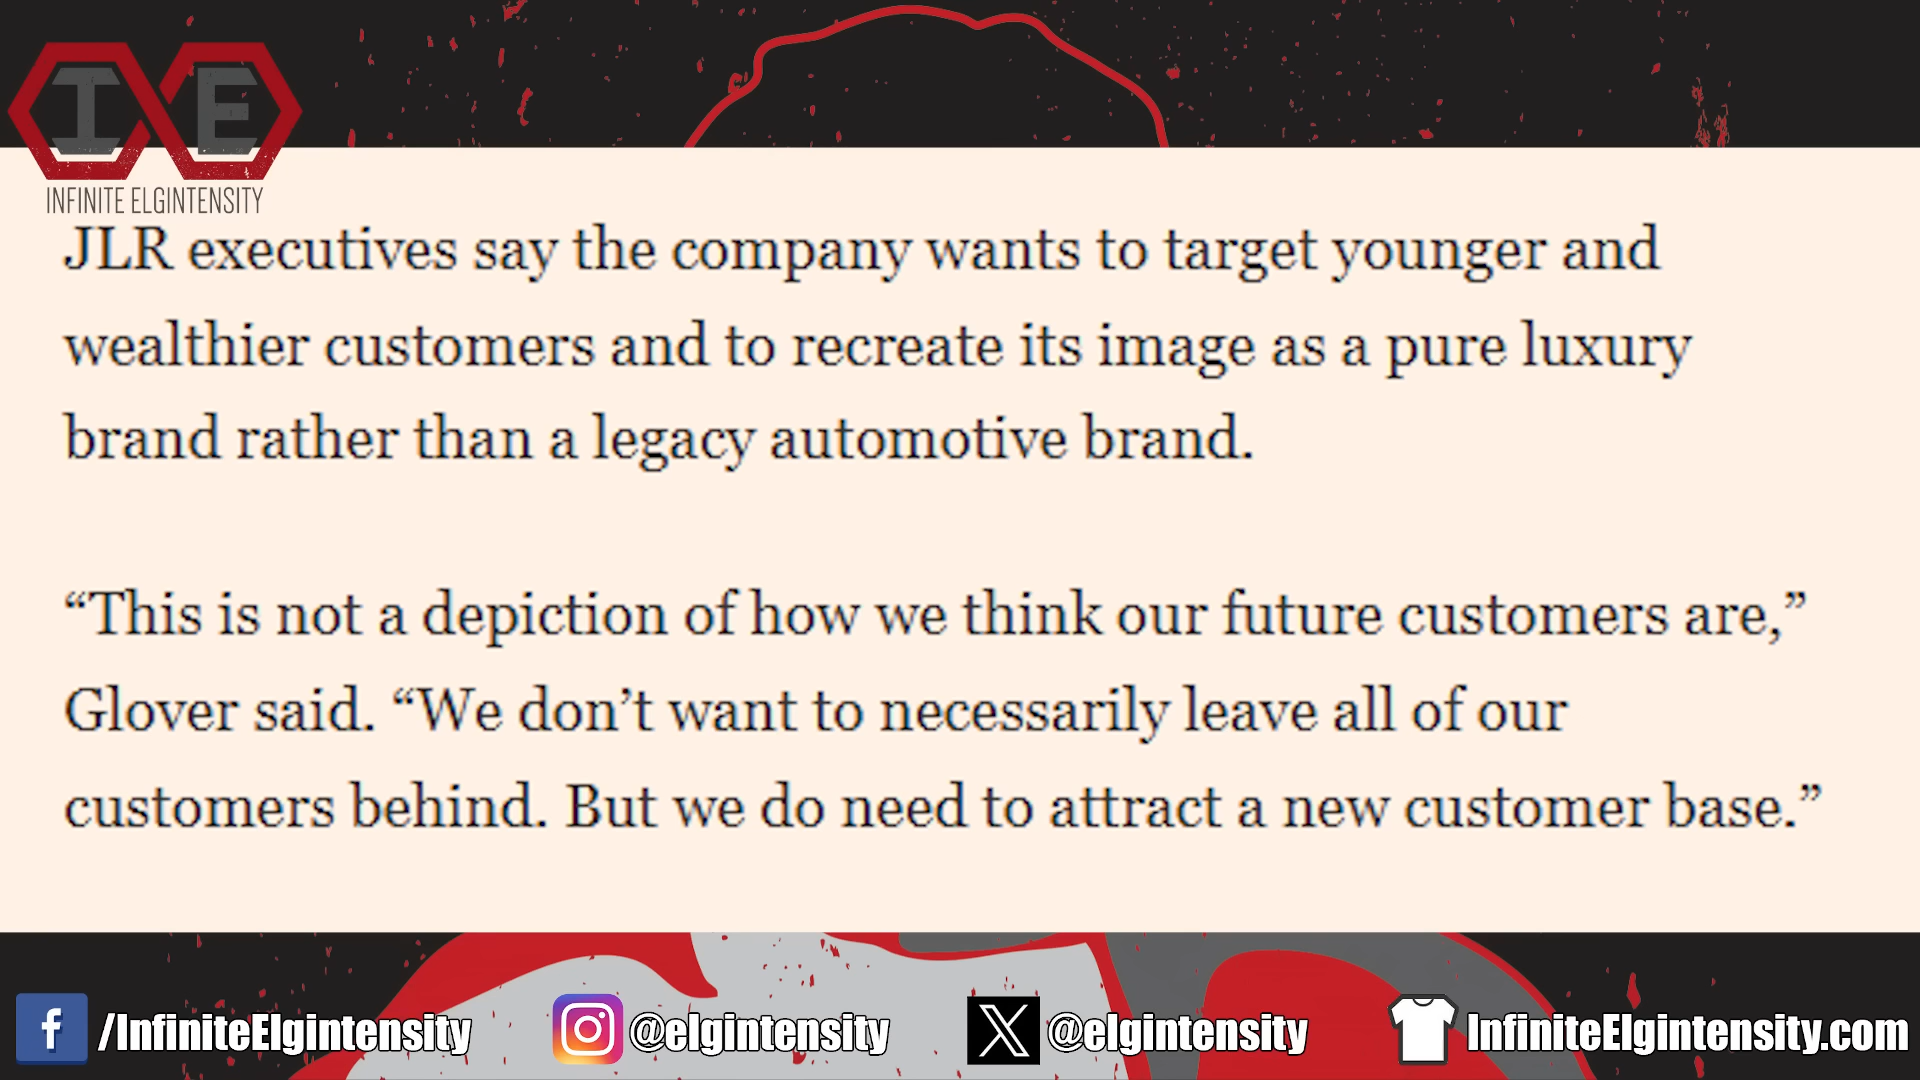 IE
INFINITE ELGINTENSITY
JLR executives say the company wants to target younger and
wealthier customers and to recreate its image as a pure luxury
brand rather than a legacy automotive brand.
“This is not a depiction of how we think our future customers are,”
Glover said. “We don’t want to necessarily leave all of our
customers behind. But we do need to attract a new customer base.”
f /InfiniteElgintensity @elgintensity X @elgintensity InfiniteElgintensity.com